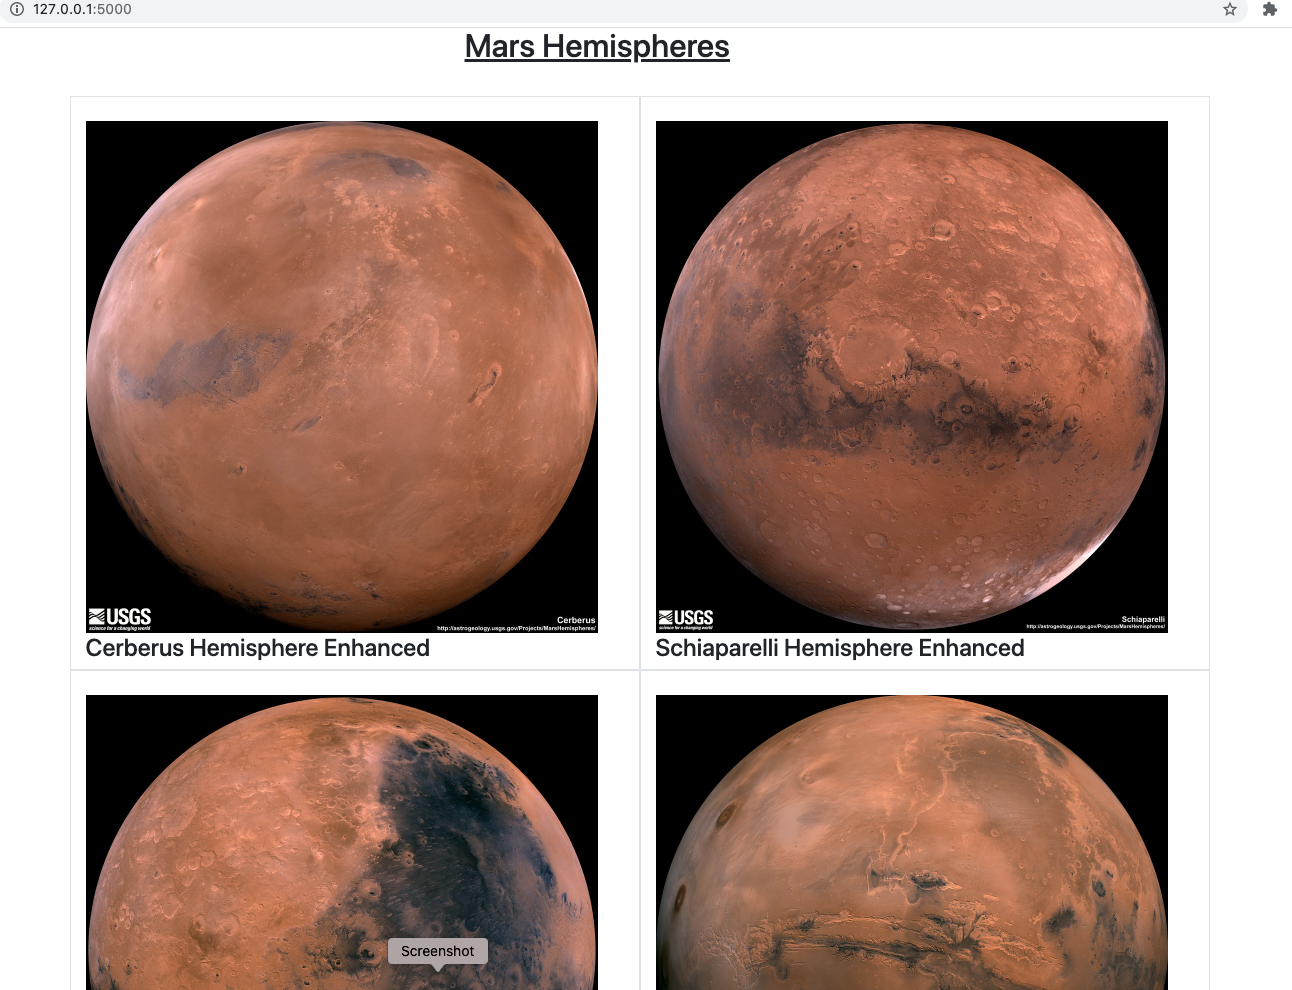 127.0.0.1:5000
Mars Hemispheres
USGS
science for a changing world
Cerberus
http://astrogeology.usgs.gov/Projects/MarsHemispheres/
Cerberus Hemisphere Enhanced
USGS
science for a changing world
Schiaparelli
http://astrogeology.usgs.gov/Projects/MarsHemispheres/
Schiaparelli Hemisphere Enhanced
Screenshot